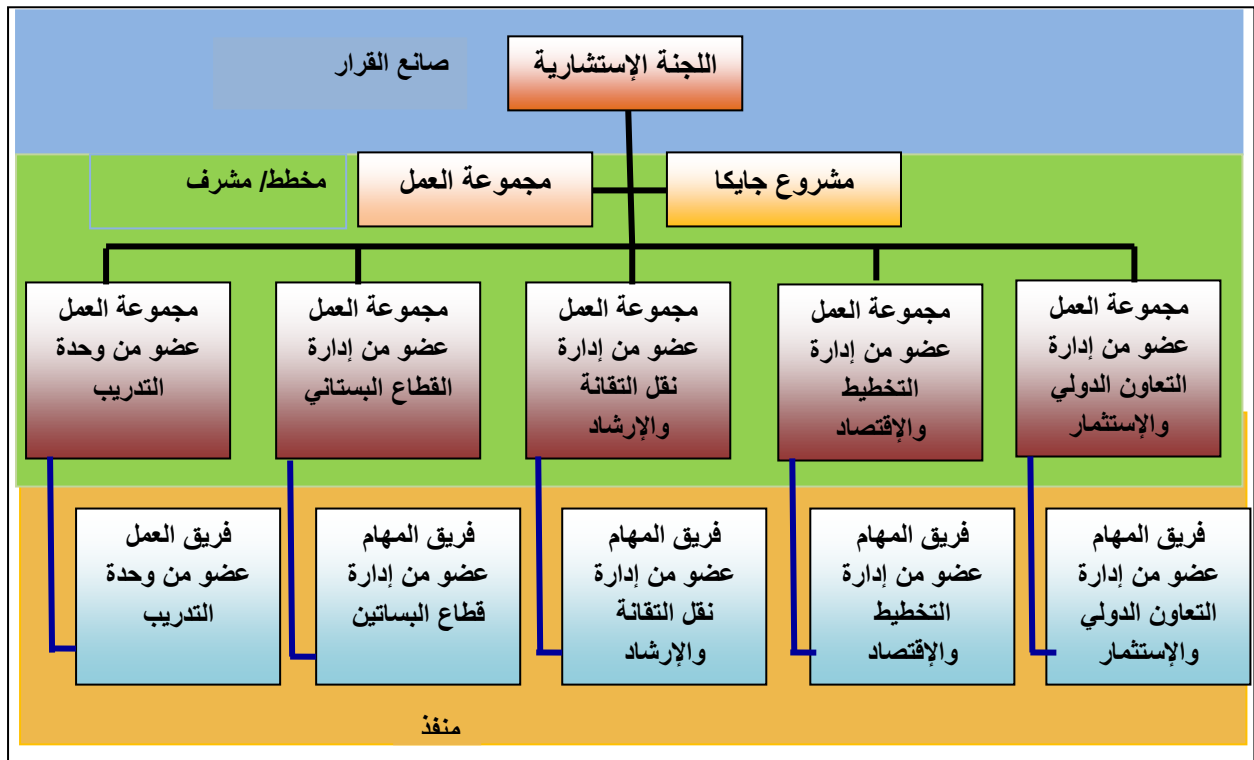 اللجنة الإستشارية
صانع القرار
مشروع جايكا
مجموعة العمل
مخطط/ مشرف
مجموعة العمل
عضو من إدارة
التعاون الدولي
والإستثمار
مجموعة العمل
عضو من إدارة
التخطيط
والإقتصاد
مجموعة العمل
عضو من إدارة
نقل التقانة
والإرشاد
مجموعة العمل
عضو من إدارة
القطاع البستاني
مجموعة العمل
عضو من وحدة
التدريب
فريق المهام
عضو من إدارة
التعاون الدولي
والإستثمار
فريق المهام
عضو من إدارة
التخطيط
والإقتصاد
فريق المهام
عضو من إدارة
نقل التقانة
والإرشاد
فريق المهام
عضو من إدارة
قطاع البساتين
فريق العمل
عضو من وحدة
التدريب
منفذ